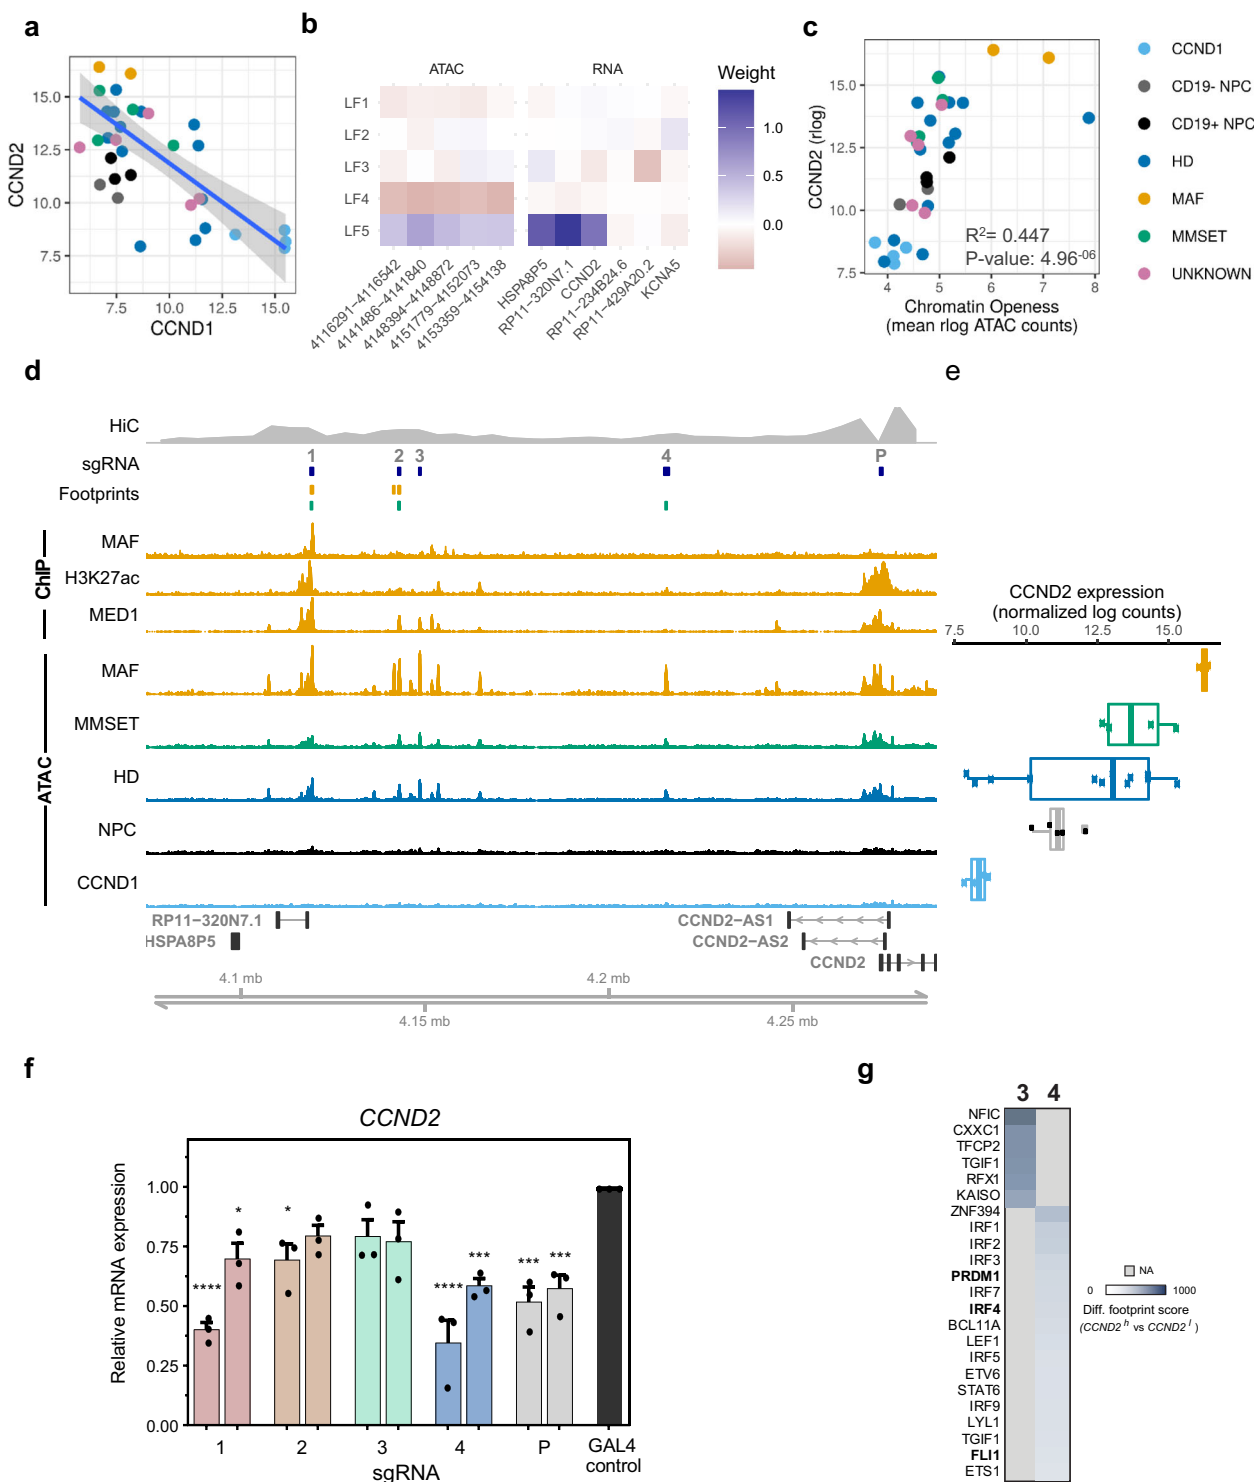 a
CCND2
15.0
12.5
10.0
7.5
7.5
10.0
12.5
15.0
CCND1
b
ATAC
RNA
LF1
LF2
LF3
LF4
LF5
4116291−4116542
4141486−4141840
4148394−4148872
4151779−4152073
4153359−4154138
HSPA8P5
RP11−320N7.1
CCND2
RP11−234B24.6
RP11−429A20.2
KCNA5
Weight
1.0
0.5
0.0
c
CCND2 (rlog)
15.0
12.5
10.0
7.5
R²= 0.447
P-value: 4.96⁻⁰⁶
4
5
6
7
8
Chromatin Openess
(mean rlog ATAC counts)
CCND1
CD19- NPC
CD19+ NPC
HD
MAF
MMSET
UNKNOWN
d
HiC
sgRNA
1
2
3
4
P
Footprints
ChIP
MAF
H3K27ac
MED1
ATAC
MAF
MMSET
HD
NPC
CCND1
RP11−320N7.1
HSPA8P5
CCND2−AS1
CCND2−AS2
CCND2
4.1 mb
4.2 mb
4.15 mb
4.25 mb
e
CCND2 expression
(normalized log counts)
7.5
10.0
12.5
15.0
f
CCND2
Relative mRNA expression
1.00
0.75
0.50
0.25
0.00
****
*
*
****
***
***
***
1
2
3
4
P
GAL4
control
sgRNA
g
3 4
NFIC
CXXC1
TFCP2
TGIF1
RFX1
KAISO
ZNF394
IRF1
IRF2
IRF3
PRDM1
IRF7
IRF4
BCL11A
LEF1
IRF5
ETV6
STAT6
IRF9
LYL1
TGIF1
FLI1
ETS1
NA
0
1000
Diff. footprint score
(CCND2 ʰ vs CCND2 ˡ )